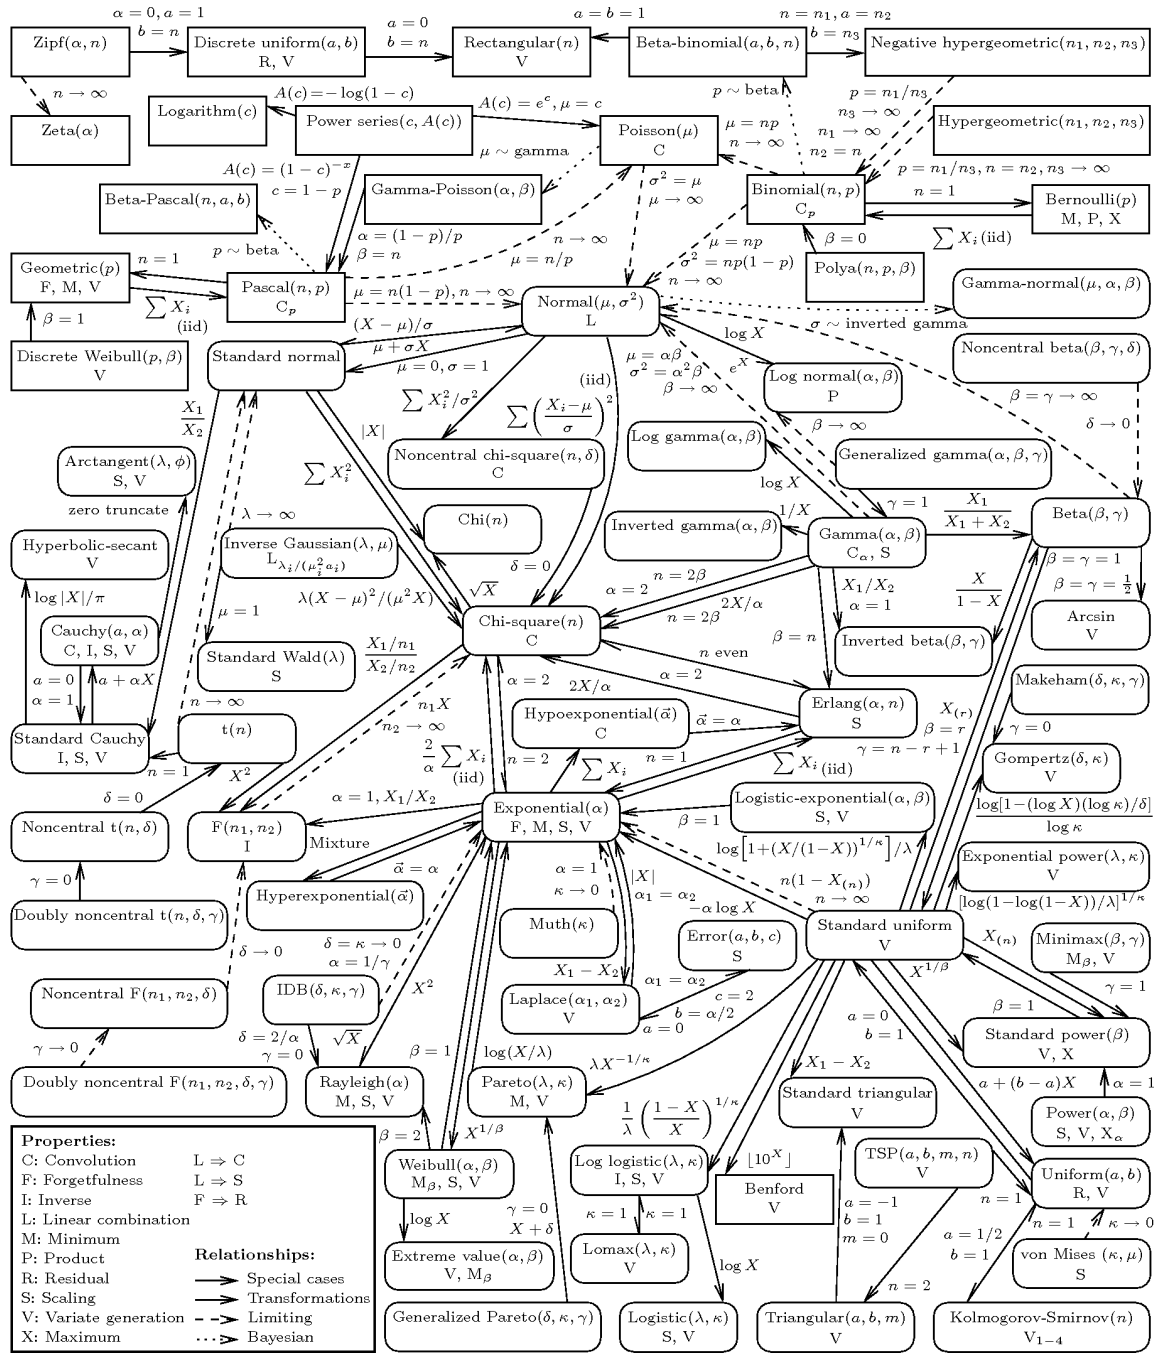 α = 0, a = 1
b = n
a = 0
b = n
a = b = 1
n = n₁, a = n₂
b = n₃
Zipf(α, n)
Discrete uniform(a, b)
R, V
Rectangular(n)
V
Beta-binomial(a, b, n)
Negative hypergeometric(n₁, n₂, n₃)
n → ∞
A(c) = −log(1 − c)
A(c) = eᶜ, μ = c
p ∼ beta
p = n₁/n₃
n₃ → ∞
n₁ → ∞
n₂ = n
Zeta(α)
Logarithm(c)
Power series(c, A(c))
Poisson(μ)
C
μ = np
n → ∞
Hypergeometric(n₁, n₂, n₃)
p = n₁/n₃, n = n₂, n₃ → ∞
A(c) = (1 − c)⁻ˣ
c = 1 − p
μ ∼ gamma
σ² = μ
μ → ∞
n = 1
Beta-Pascal(n, a, b)
Gamma-Poisson(α, β)
Binomial(n, p)
Cₚ
Bernoulli(p)
M, P, X
∑ Xᵢ (iid)
p ∼ beta
α = (1 − p)/p
β = n
n → ∞
μ = n/p
μ = np
σ² = np(1 − p)
n → ∞
β = 0
Polya(n, p, β)
Geometric(p)
F, M, V
n = 1
∑ Xᵢ
(iid)
Pascal(n, p)
Cₚ
μ = n(1 − p), n → ∞
Normal(μ, σ²)
L
Gamma-normal(μ, α, β)
σ ∼ inverted gamma
β = 1
Discrete Weibull(p, β)
V
Standard normal
(X − μ)/σ
μ + σX
μ = 0, σ = 1
log X
eˣ
Noncentral beta(β, γ, δ)
μ = αβ
σ² = α²β
β → ∞
(iid)
Log normal(α, β)
P
β = γ → ∞
δ → 0
X₁
X₂
|X|
∑ Xᵢ²/σ²
∑ ((Xᵢ−μ)/σ)²
β → ∞
Arctangent(λ, φ)
S, V
zero truncate
∑ Xᵢ²
Noncentral chi-square(n, δ)
C
Log gamma(α, β)
log X
Generalized gamma(α, β, γ)
γ = 1
λ → ∞
Chi(n)
Inverted gamma(α, β)
1/X
Gamma(α, β)
C_α, S
X₁
X₁ + X₂
Beta(β, γ)
Hyperbolic-secant
V
Inverse Gaussian(λ, μ)
L λᵢ/(μᵢ²aᵢ)
δ = 0
√X
α = 2
n = 2β
2X/α
n = 2β
X₁/X₂
α = 1
X
1 − X
β = γ = 1
β = γ = 1/2
log |X|/π
μ = 1
λ(X − μ)²/(μ²X)
Arcsin
V
Cauchy(a, α)
C, I, S, V
Standard Wald(λ)
S
X₁/n₁
X₂/n₂
Chi-square(n)
C
β = n
Inverted beta(β, γ)
a = 0
α = 1
a + αX
n even
α = 2
2X/α
Makeham(δ, κ, γ)
n → ∞
n₁X
n₂ → ∞
α = 2
Hypoexponential(α⃗)
C
α⃗ = α
Erlang(α, n)
S
X₍ᵣ₎
β = r
γ = n − r + 1
γ = 0
Standard Cauchy
I, S, V
n = 1
t(n)
X²
2/α ∑ Xᵢ
(iid)
n = 2
∑ Xᵢ
n = 1
∑ Xᵢ (iid)
Gompertz(δ, κ)
V
δ = 0
α = 1, X₁/X₂
Exponential(α)
F, M, S, V
β = 1
Logistic-exponential(α, β)
S, V
log[1−(log X)(log κ)/δ]
log κ
Noncentral t(n, δ)
F(n₁, n₂)
I
Mixture
α⃗ = α
log[1+(X/(1−X))^1/κ]/λ
Exponential power(λ, κ)
V
γ = 0
Hyperexponential(α⃗)
α = 1
κ → 0
|X|
α₁ = α₂
n(1 − X₍ₙ₎)
n → ∞
[log(1−log(1−X))/λ]^1/κ
Doubly noncentral t(n, δ, γ)
δ → 0
δ = κ → 0
α = 1/γ
Muth(κ)
−α log X
Error(a, b, c)
S
Standard uniform
V
X^1/β
X₍ₙ₎
Minimax(β, γ)
M_β, V
γ = 1
Noncentral F(n₁, n₂, δ)
IDB(δ, κ, γ)
X²
X₁ − X₂
Laplace(α₁, α₂)
V
α₁ = α₂
c = 2
b = α/2
a = 0
a = 0
b = 1
β = 1
Standard power(β)
V, X
γ → 0
δ = 2/α
γ = 0
√X
β = 1
log(X/λ)
λX^−1/κ
X₁ − X₂
a + (b − a)X
α = 1
Doubly noncentral F(n₁, n₂, δ, γ)
Rayleigh(α)
M, S, V
Pareto(λ, κ)
M, V
Standard triangular
V
Power(α, β)
S, V, X_α
β = 2
X^1/β
1/λ ((1 − X)/X)^1/κ
Weibull(α, β)
M_β, S, V
Log logistic(λ, κ)
I, S, V
⌊10ˣ⌋
Benford
V
TSP(a, b, m, n)
V
Uniform(a, b)
R, V
n = 1
log X
γ = 0
X + δ
κ = 1
κ = 1
a = −1
b = 1
m = 0
a = 1/2
b = 1
n = 1
κ → 0
Extreme value(α, β)
V, M_β
Lomax(λ, κ)
V
log X
n = 2
von Mises (κ, μ)
S
Generalized Pareto(δ, κ, γ)
Logistic(λ, κ)
S, V
Triangular(a, b, m)
V
Kolmogorov-Smirnov(n)
V₁₋₄
Properties:
C: Convolution L ⇒ C
F: Forgetfulness L ⇒ S
I: Inverse F ⇒ R
L: Linear combination
M: Minimum
P: Product
R: Residual
S: Scaling
V: Variate generation
X: Maximum
Relationships:
Special cases
Transformations
Limiting
Bayesian